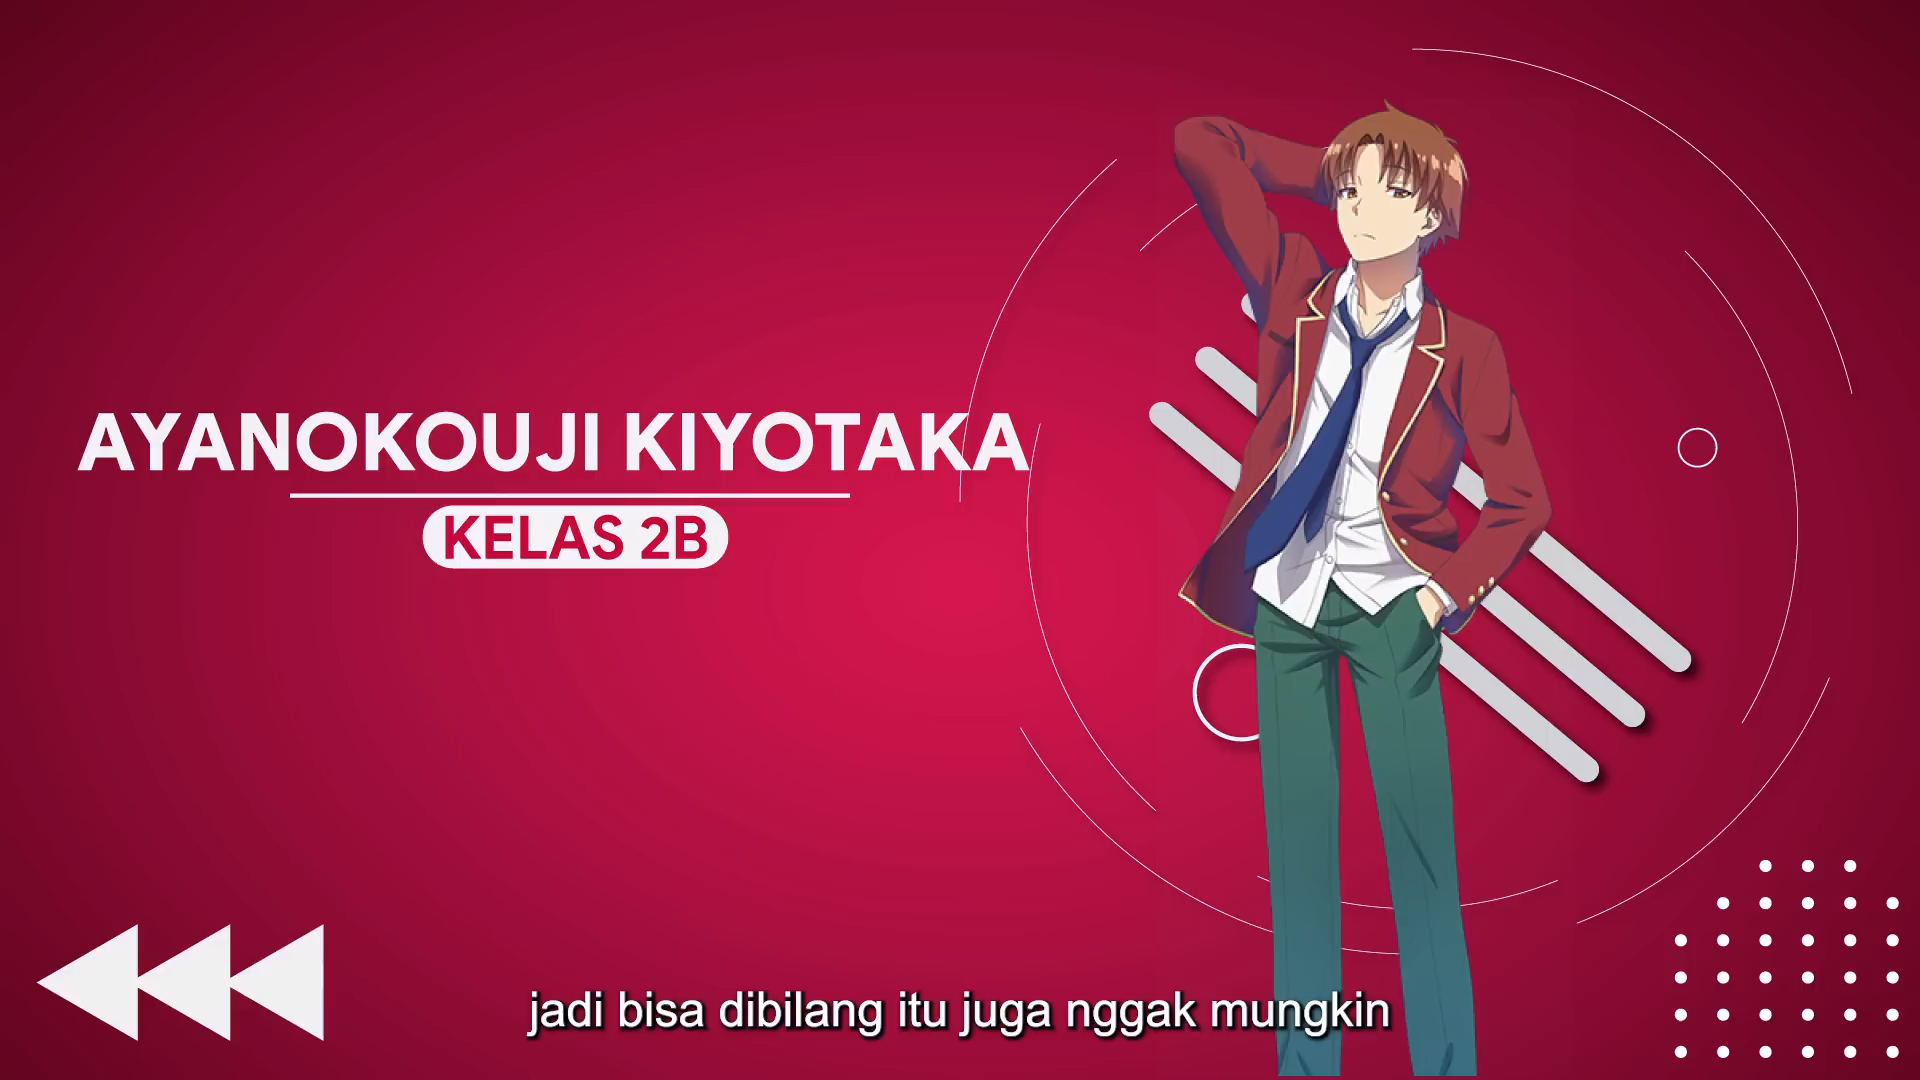 AYANOKOUJI KIYOTAKA
KELAS 2B
jadi bisa dibilang itu juga nggak mungkin